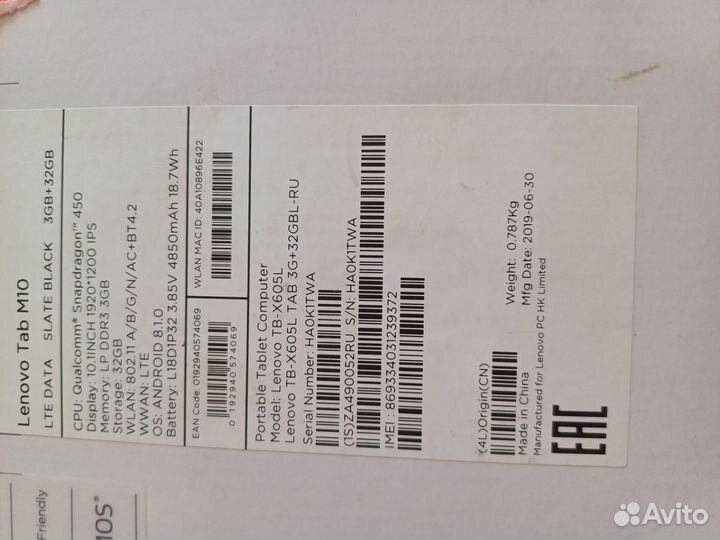 Lenovo Tab M10
LTE DATA SLATE BLACK 3GB+32GB
CPU: Qualcomm® Snapdragon™ 450
Display: 10.1INCH 1920*1200 IPS
Memory: LP DDR3 3GB
Storage: 32GB
WLAN: 802.11 A/B/G/N/AC+BT4.2
WWAN: LTE
OS: ANDROID 8.1.0
Battery: L18D1P32 3.85V 4850mAh 18.7Wh
EAN Code: 0192940574069
0 192940 574069
WLAN MAC ID: 40A10896E422
Portable Tablet Computer
Model: Lenovo TB-X605L
Lenovo TB-X605L TAB 3G+32GBL-RU
Serial Number: HA0K1TWA
(1S)ZA490052RU S/N: HA0K1TWA
IMEI : 869334031239372
(4L)Origin(CN)
Made in China
Manufactured for Lenovo PC HK Limited
Weight: 0.787Kg
Mfg Date: 2019-06-30
EAC
Friendly
MOS®
Avito